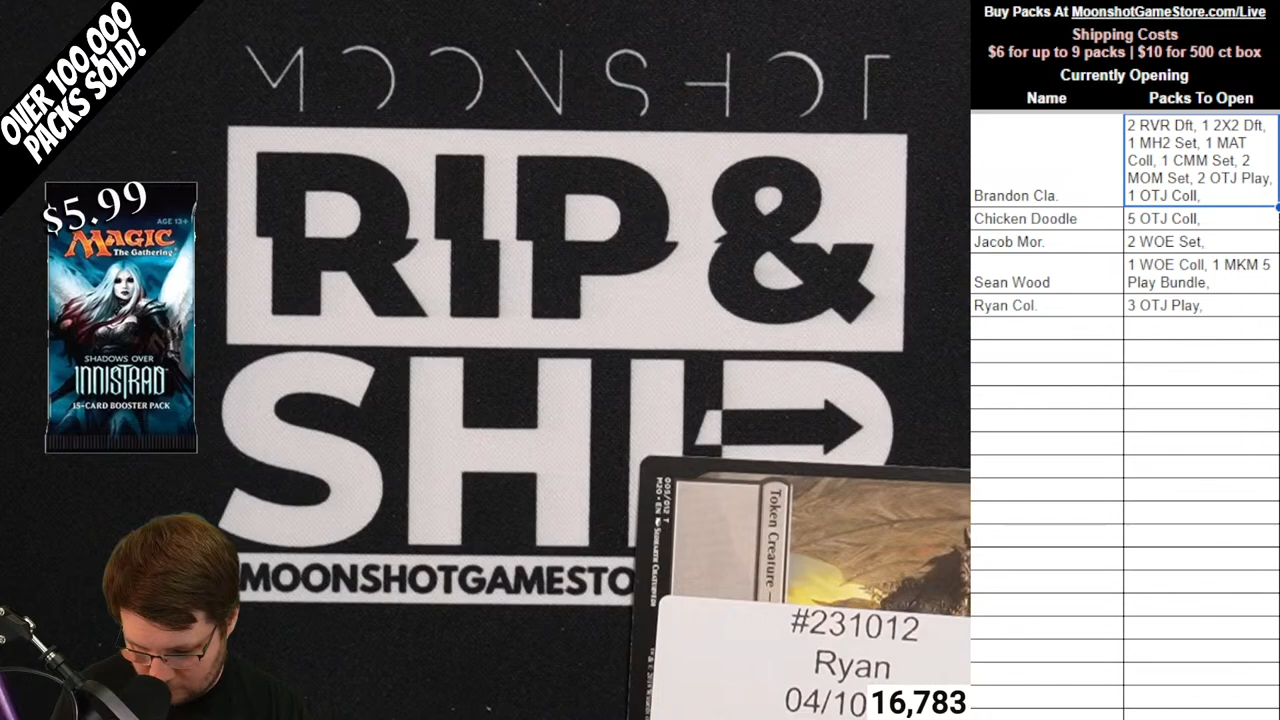 OVER 100,000
PACKS SOLD!
$5.99
AGE 13+
MAGIC
The Gathering
SHADOWS OVER
INNISTRAD
15-CARD BOOSTER PACK
MOONSHOT
RIP &
SHIP
MOONSHOTGAMESTO
Token Creature —
009/012 T
#231012
Ryan
04/10
16,783
Buy Packs At MoonshotGameStore.com/Live
Shipping Costs
$6 for up to 9 packs | $10 for 500 ct box
Currently Opening
Name Packs To Open
2 RVR Dft, 1 2X2 Dft,
1 MH2 Set, 1 MAT
Coll, 1 CMM Set, 2
MOM Set, 2 OTJ Play,
Brandon Cla. 1 OTJ Coll,
Chicken Doodle 5 OTJ Coll,
Jacob Mor. 2 WOE Set,
1 WOE Coll, 1 MKM 5
Sean Wood Play Bundle,
Ryan Col. 3 OTJ Play,